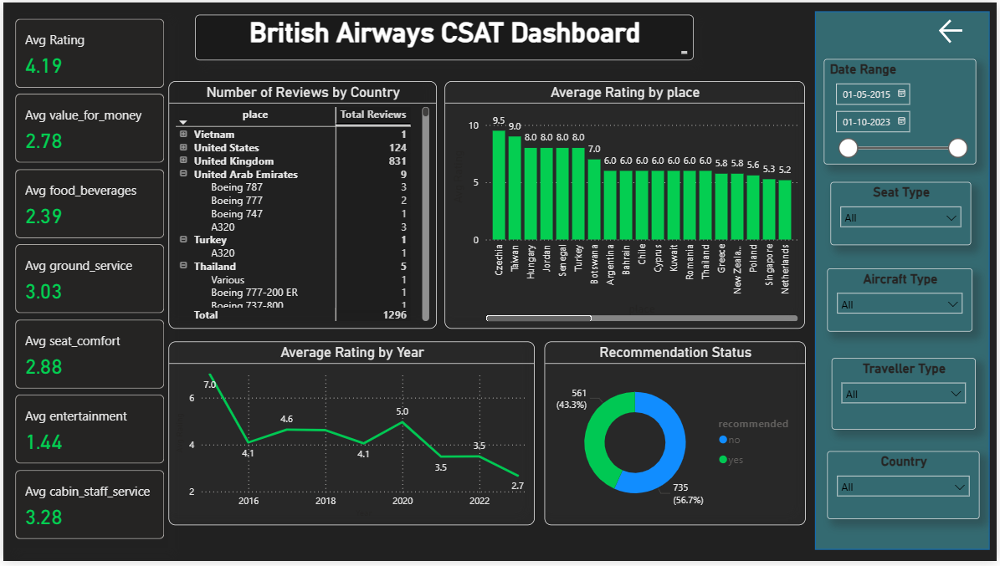 British Airways CSAT Dashboard
Avg Rating
4.19
Avg value_for_money
2.78
Avg food_beverages
2.39
Avg ground_service
3.03
Avg seat_comfort
2.88
Avg entertainment
1.44
Avg cabin_staff_service
3.28
Number of Reviews by Country
place Total Reviews
Vietnam 1
United States 124
United Kingdom 831
United Arab Emirates 9
Boeing 787 3
Boeing 777 2
Boeing 747 1
A320 3
Turkey 1
A320 1
Thailand 5
Various 1
Boeing 777-200 ER 1
Boeing 737-800 1
Total 1296
Average Rating by place
10
5
0
9.5 9.0 8.0 8.0 8.0 8.0 7.0 6.0 6.0 6.0 6.0 6.0 6.0 6.0 5.8 5.8 5.6 5.3 5.2
Czechia
Taiwan
Hungary
Jordan
Senegal
Turkey
Botswana
Argentina
Bahrain
Chile
Cyprus
Kuwait
Romania
Thailand
Greece
New Zeala...
Poland
Singapore
Netherlands
Average Rating by Year
6
4
2
7.0 4.1 4.6 4.1 5.0 3.5 3.5 2.7
2016 2018 2020 2022
Recommendation Status
561
(43.3%)
735
(56.7%)
recommended
no
yes
Date Range
01-05-2015
01-10-2023
Seat Type
All
Aircraft Type
All
Traveller Type
All
Country
All